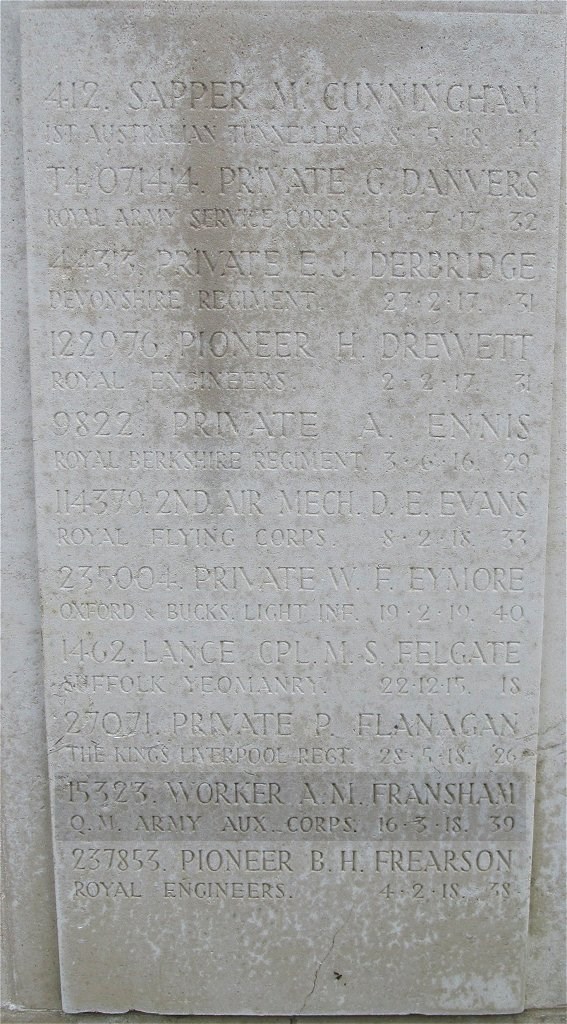 412. SAPPER M. CUNNINGHAM
1ST AUSTRALIAN TUNNELLERS. 8·5·18. 14
T4/071414. PRIVATE G. DANVERS
ROYAL ARMY SERVICE CORPS. 1·7·17. 32
44313. PRIVATE E. J. DERBRIDGE
DEVONSHIRE REGIMENT. 27·2·17. 31
122976. PIONEER H. DREWETT
ROYAL ENGINEERS. 2·2·17. 31
9822. PRIVATE A. ENNIS
ROYAL BERKSHIRE REGIMENT. 3·6·16. 29
114379. 2ND. AIR MECH. D. E. EVANS
ROYAL FLYING CORPS. 8·2·18. 33
235004. PRIVATE W. F. EYMORE
OXFORD & BUCKS. LIGHT INF. 19·2·19. 40
1462. LANCE CPL. M. S. FELGATE
SUFFOLK YEOMANRY. 22·12·15. 18
27071. PRIVATE P. FLANAGAN
THE KINGS LIVERPOOL REGT. 28·5·18. 26
15323. WORKER A. M. FRANSHAM
Q. M. ARMY AUX. CORPS. 16·3·18. 39
237853. PIONEER B. H. FREARSON
ROYAL ENGINEERS. 4·2·18. 38